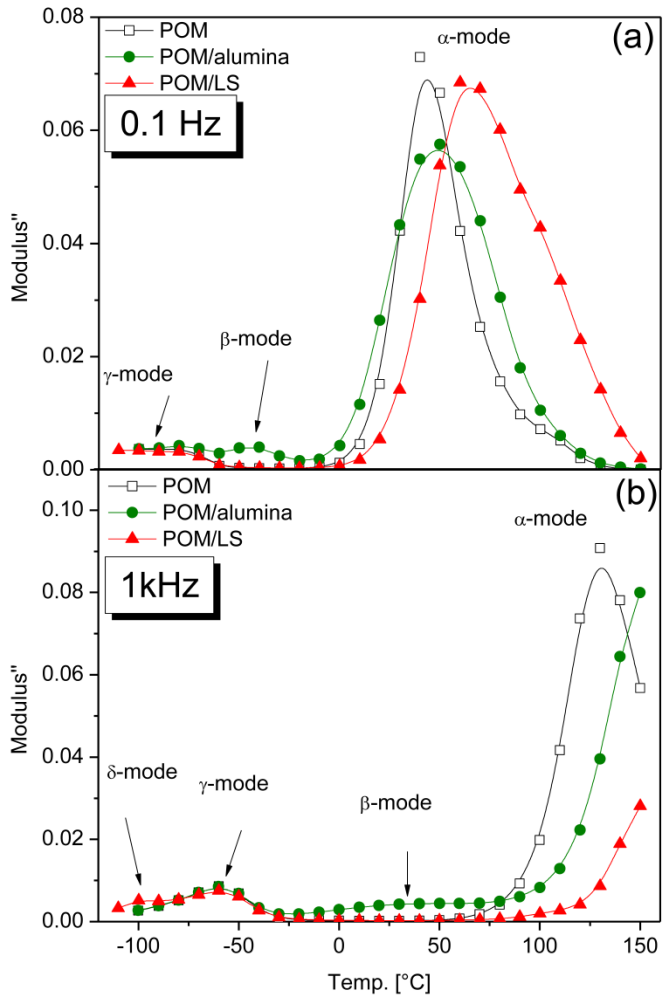 POM
POM/alumina
POM/LS
0.1 Hz
α-mode
(a)
0.08
0.06
0.04
0.02
0.00
Modulus''
γ-mode
β-mode
POM
POM/alumina
POM/LS
1kHz
α-mode
(b)
0.10
0.08
0.06
0.04
0.02
0.00
Modulus''
δ-mode
γ-mode
β-mode
-100 -50 0 50 100 150
Temp. [°C]